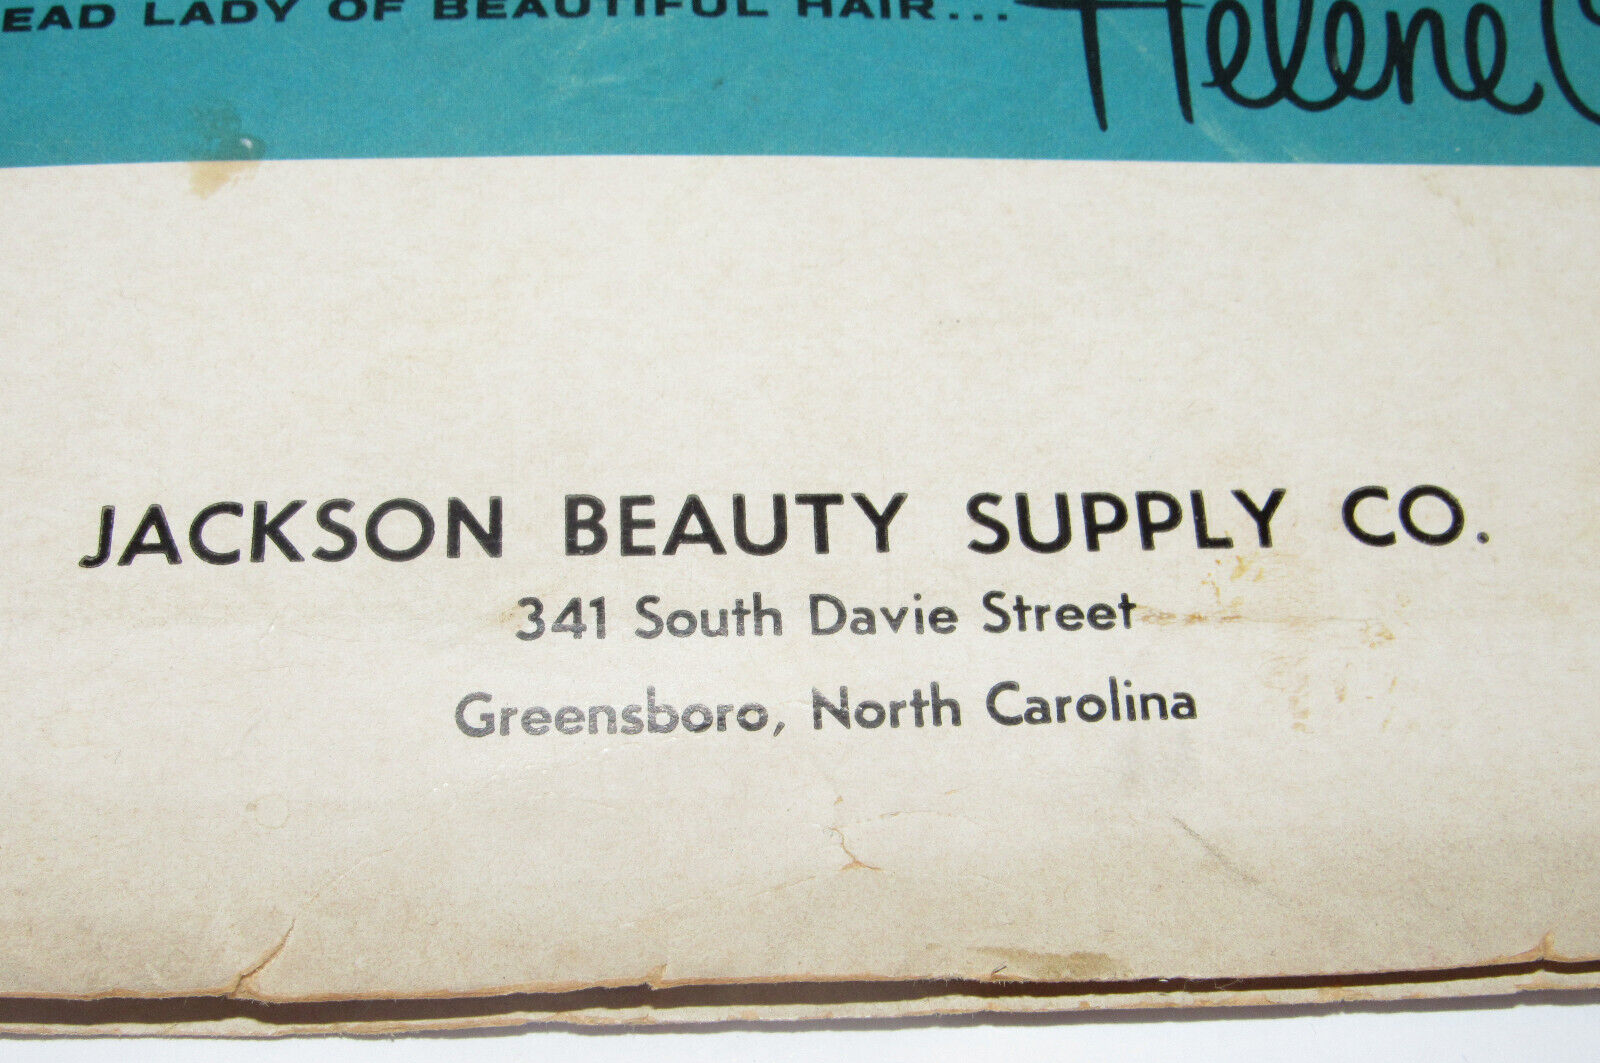 EAD LADY OF BEAUTIFUL HAIR... Helene
JACKSON BEAUTY SUPPLY CO.
341 South Davie Street
Greensboro, North Carolina